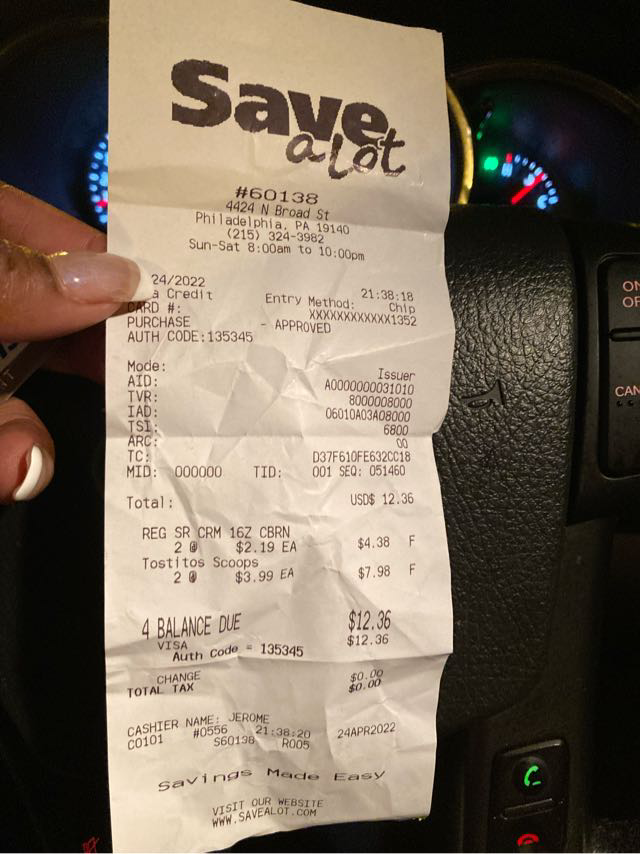 Save
a lot
#60138
4424 N Broad St
Philadelphia, PA 19140
(215) 324-3982
Sun-Sat 8:00am to 10:00pm
24/2022 21:38:18
a Credit Entry Method: Chip
CARD #: XXXXXXXXXXXX1352
PURCHASE - APPROVED
AUTH CODE:135345
Mode: Issuer
AID: A0000000031010
TVR: 8000008000
IAD: 06010A03A08000
TSI: 6800
ARC: 00
TC: D37F610FE632CC18
MID: 000000 TID: 001 SEQ: 051460
Total: USD$ 12.36
REG SR CRM 16Z CBRN
2 @ $2.19 EA $4.38 F
Tostitos Scoops
2 @ $3.99 EA $7.98 F
4 BALANCE DUE $12.36
VISA $12.36
Auth Code = 135345
CHANGE $0.00
TOTAL TAX $0.00
CASHIER NAME: JEROME
C0101 #0556 21:38:20 24APR2022
S60138 R005
Savings Made Easy
VISIT OUR WEBSITE
WWW.SAVEALOT.COM